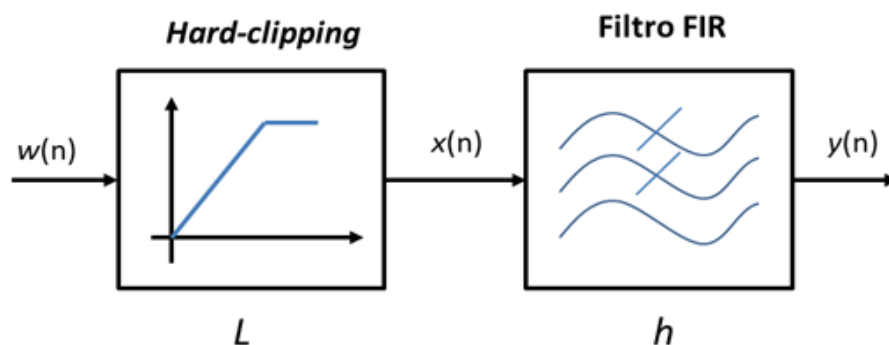 Hard-clipping
Filtro FIR
w(n)
x(n)
y(n)
L
h